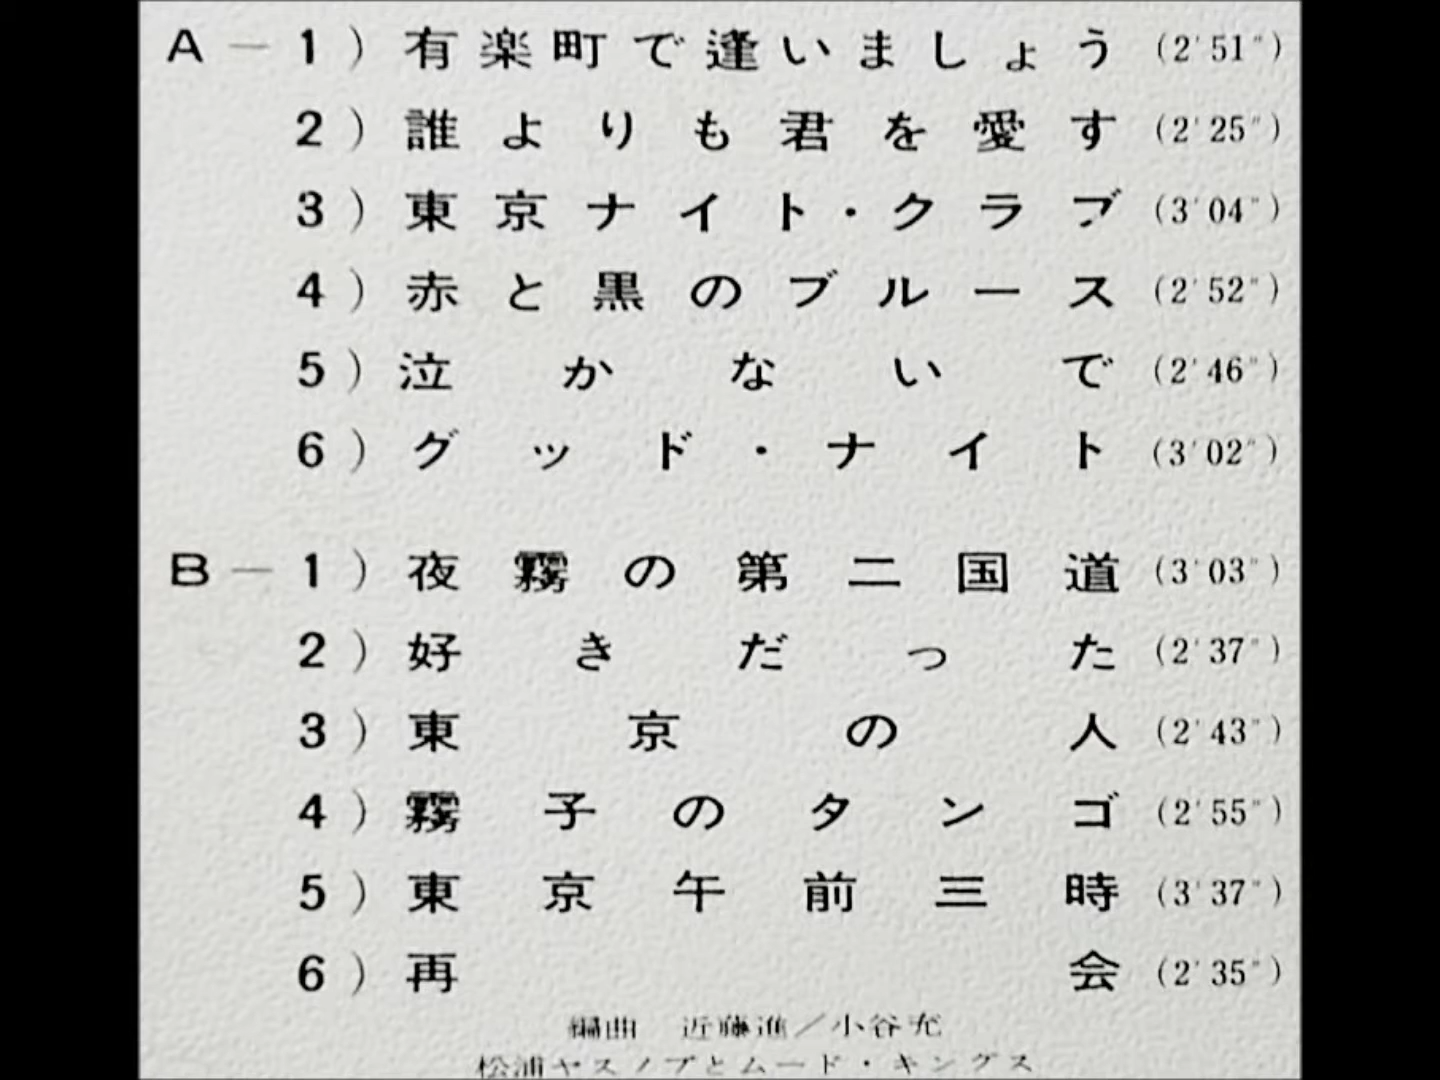 A－1）有楽町で逢いましょう（2′51″）
2）誰よりも君を愛す（2′25″）
3）東京ナイト・クラブ（3′04″）
4）赤と黒のブルース（2′52″）
5）泣かないで（2′46″）
6）グッド・ナイト（3′02″）
B－1）夜霧の第二国道（3′03″）
2）好きだった（2′37″）
3）東京の人（2′43″）
4）霧子のタンゴ（2′55″）
5）東京午前三時（3′37″）
6）再会（2′35″）
編曲　近藤進／小谷充
松浦ヤスノブとムード・キングス